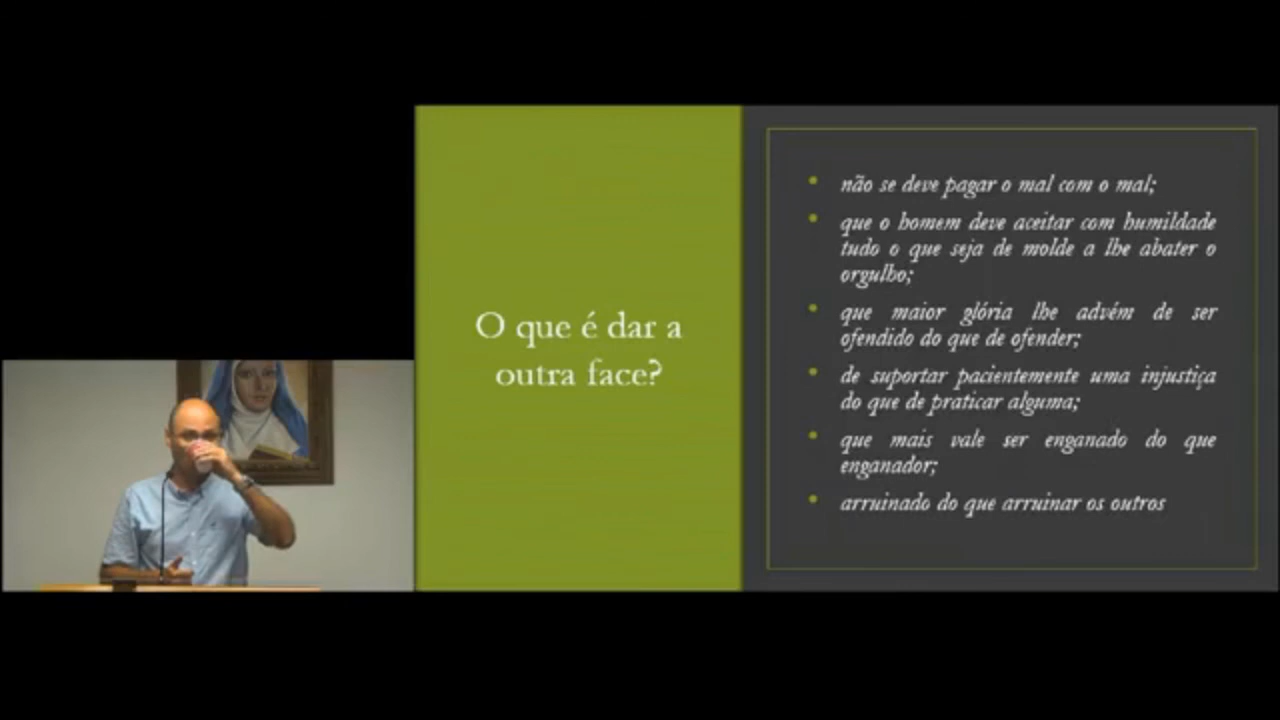 O que é dar a
outra face?
não se deve pagar o mal com o mal;
que o homem deve aceitar com humildade
tudo o que seja de molde a lhe abater o
orgulho;
que maior glória lhe advém de ser
ofendido do que de ofender;
de suportar pacientemente uma injustiça
do que de praticar alguma;
que mais vale ser enganado do que
enganador;
arruinado do que arruinar os outros